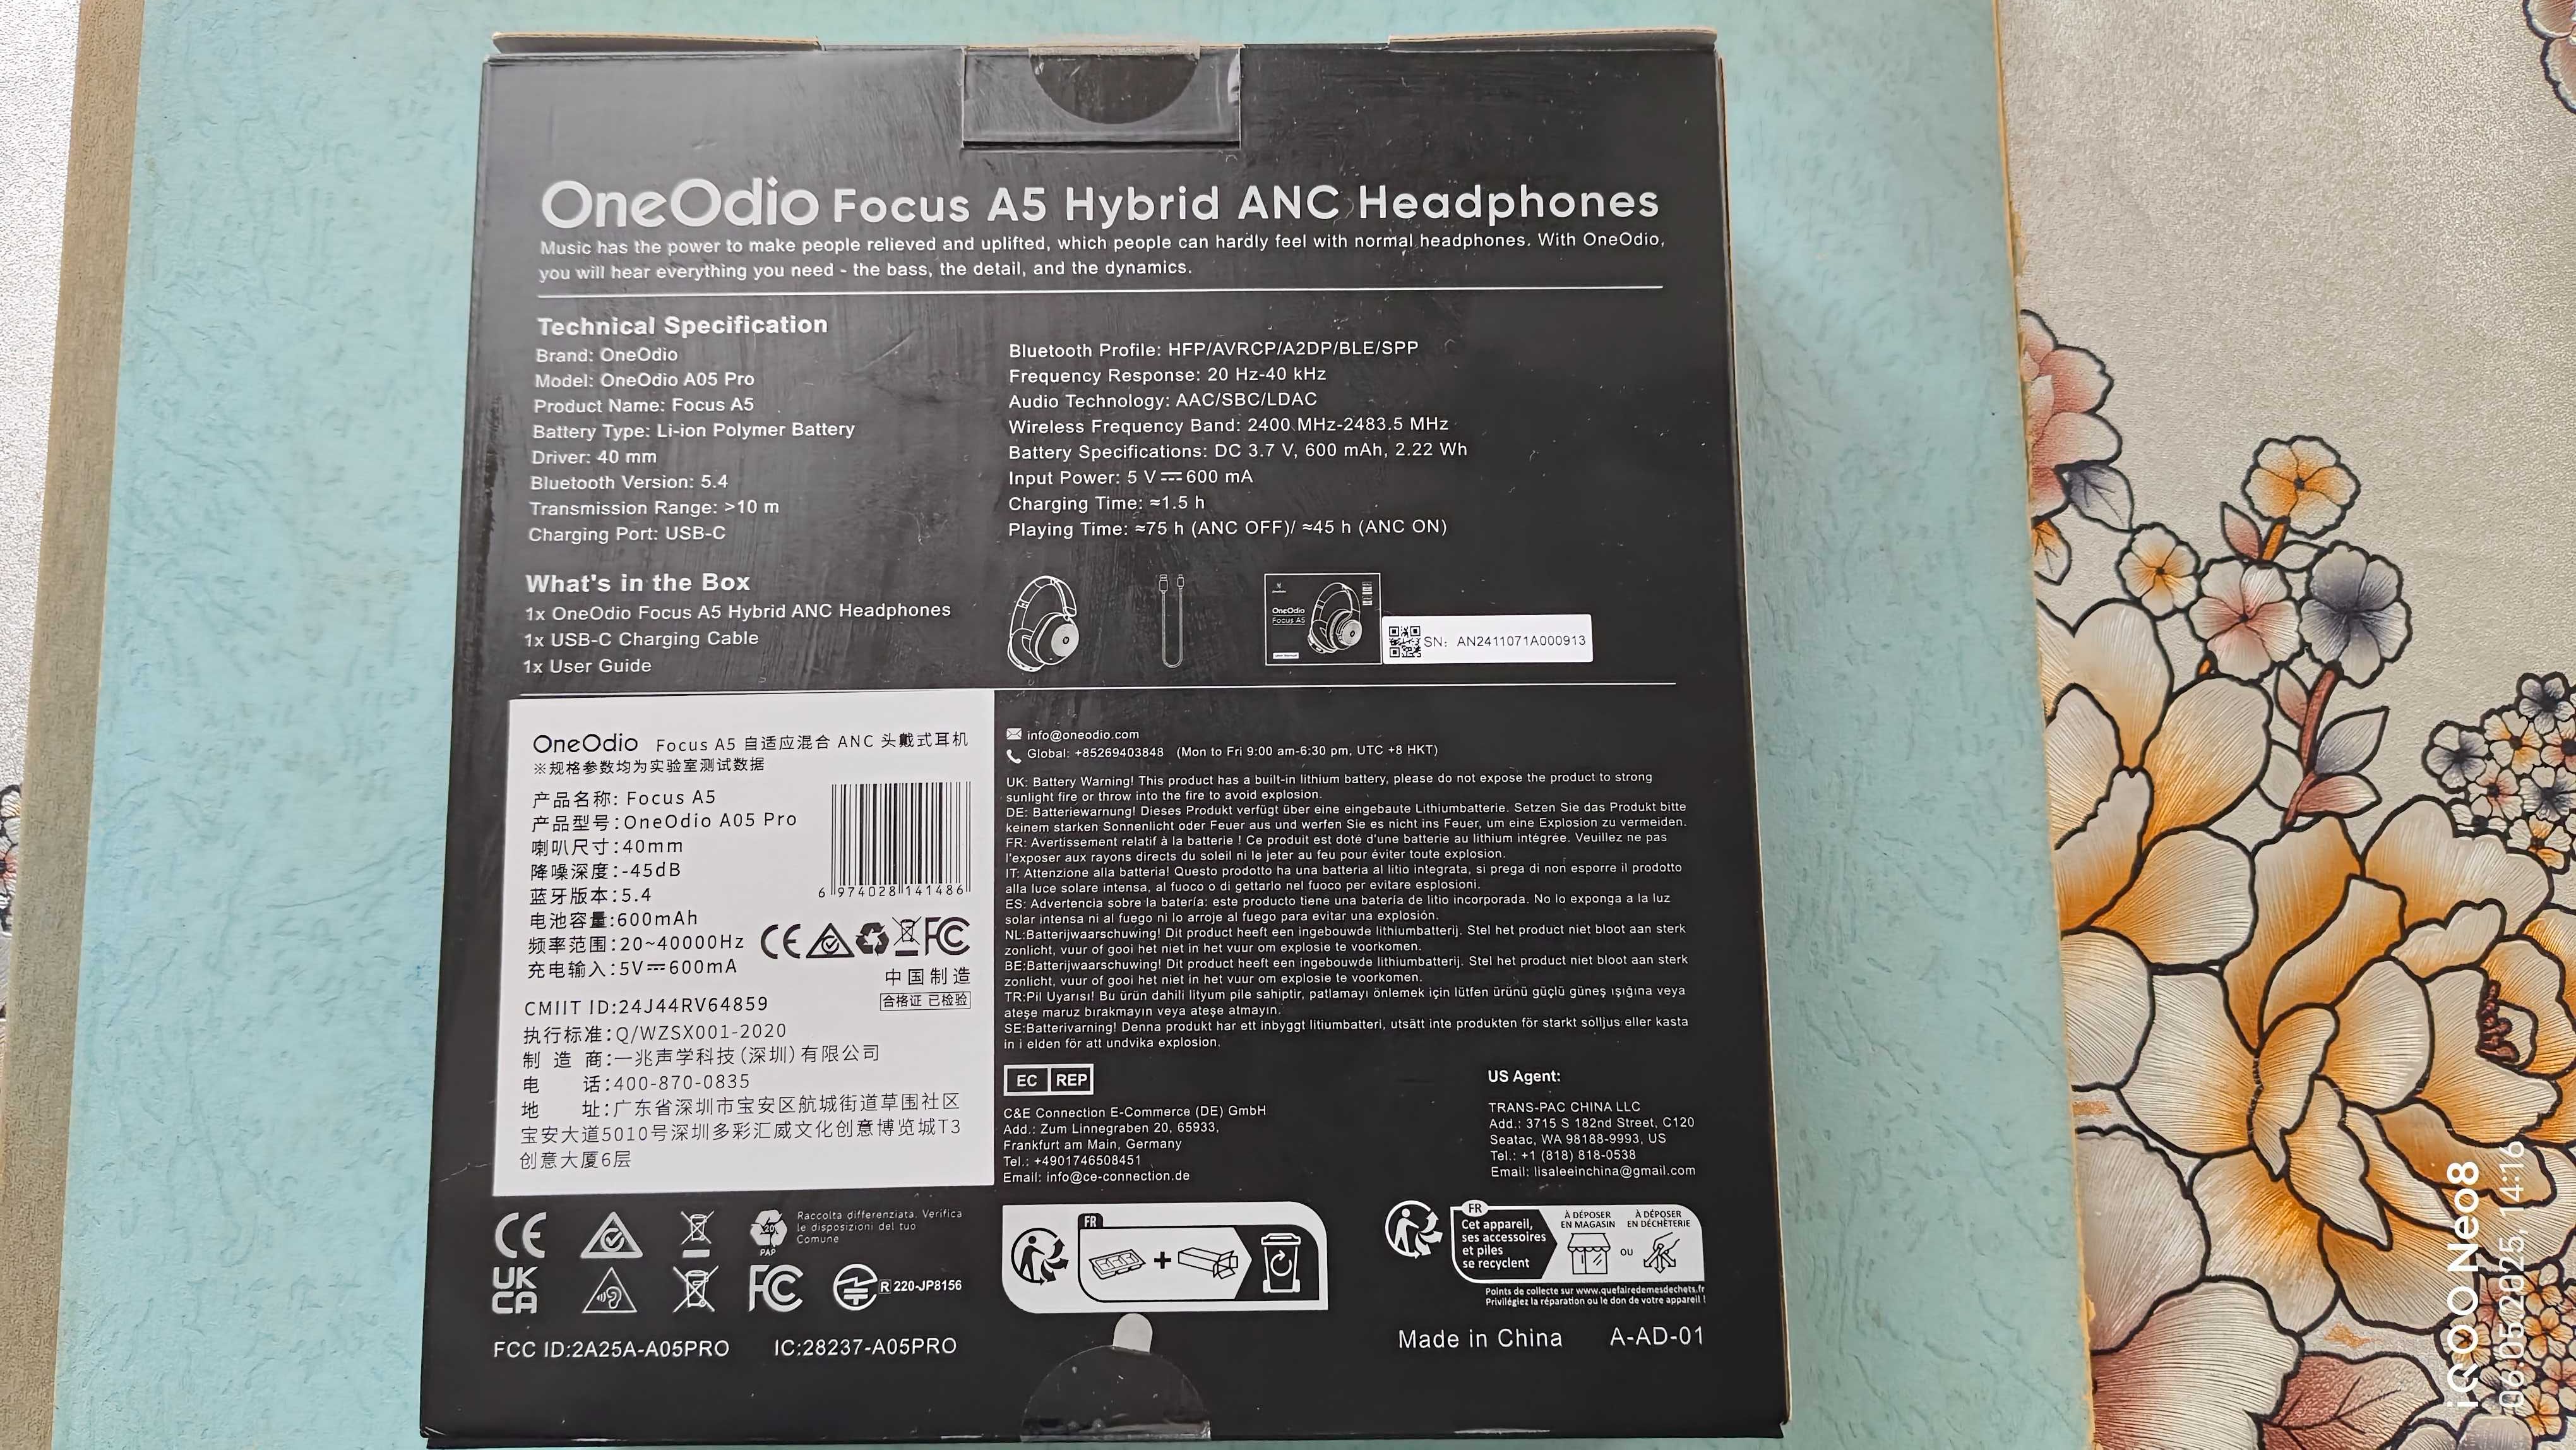 OneOdio Focus A5 Hybrid ANC Headphones
Music has the power to make people relieved and uplifted, which people can hardly feel with normal headphones. With OneOdio,
you will hear everything you need - the bass, the detail, and the dynamics.
Technical Specification
Brand: OneOdio
Model: OneOdio A05 Pro
Product Name: Focus A5
Battery Type: Li-ion Polymer Battery
Driver: 40 mm
Bluetooth Version: 5.4
Transmission Range: >10 m
Charging Port: USB-C
Bluetooth Profile: HFP/AVRCP/A2DP/BLE/SPP
Frequency Response: 20 Hz-40 kHz
Audio Technology: AAC/SBC/LDAC
Wireless Frequency Band: 2400 MHz-2483.5 MHz
Battery Specifications: DC 3.7 V, 600 mAh, 2.22 Wh
Input Power: 5 V⎓600 mA
Charging Time: ≈1.5 h
Playing Time: ≈75 h (ANC OFF)/ ≈45 h (ANC ON)
What's in the Box
1x OneOdio Focus A5 Hybrid ANC Headphones
1x USB-C Charging Cable
1x User Guide
OneOdio
Focus A5
SN: AN2411071A000913
OneOdio Focus A5 自适应混合 ANC 头戴式耳机
※规格参数均为实验室测试数据
产品名称: Focus A5
产品型号:OneOdio A05 Pro
喇叭尺寸:40mm
降噪深度:-45dB
蓝牙版本:5.4
电池容量:600mAh
频率范围:20~40000Hz
充电输入:5V⎓600mA
6 974028 141486
CE FC
中国制造
合格证 已检验
CMIIT ID:24J44RV64859
执行标准:Q/WZSX001-2020
制 造 商:一兆声学科技(深圳)有限公司
电 话:400-870-0835
地 址:广东省深圳市宝安区航城街道草围社区
宝安大道5010号深圳多彩汇威文化创意博览城T3
创意大厦6层
info@oneodio.com
Global: +85269403848 (Mon to Fri 9:00 am-6:30 pm, UTC +8 HKT)
UK: Battery Warning! This product has a built-in lithium battery, please do not expose the product to strong
sunlight fire or throw into the fire to avoid explosion.
DE: Batteriewarnung! Dieses Produkt verfügt über eine eingebaute Lithiumbatterie. Setzen Sie das Produkt bitte
keinem starken Sonnenlicht oder Feuer aus und werfen Sie es nicht ins Feuer, um eine Explosion zu vermeiden.
FR: Avertissement relatif à la batterie ! Ce produit est doté d'une batterie au lithium intégrée. Veuillez ne pas
l'exposer aux rayons directs du soleil ni le jeter au feu pour éviter toute explosion.
IT: Attenzione alla batteria! Questo prodotto ha una batteria al litio integrata, si prega di non esporre il prodotto
alla luce solare intensa, al fuoco o di gettarlo nel fuoco per evitare esplosioni.
ES: Advertencia sobre la batería: este producto tiene una batería de litio incorporada. No lo exponga a la luz
solar intensa ni al fuego ni lo arroje al fuego para evitar una explosión.
NL:Batterijwaarschuwing! Dit product heeft een ingebouwde lithiumbatterij. Stel het product niet bloot aan sterk
zonlicht, vuur of gooi het niet in het vuur om explosie te voorkomen.
BE:Batterijwaarschuwing! Dit product heeft een ingebouwde lithiumbatterij. Stel het product niet bloot aan sterk
zonlicht, vuur of gooi het niet in het vuur om explosie te voorkomen.
TR:Pil Uyarısı! Bu ürün dahili lityum pile sahiptir, patlamayı önlemek için lütfen ürünü güçlü güneş ışığına veya
ateşe maruz bırakmayın veya ateşe atmayın.
SE:Batterivarning! Denna produkt har ett inbyggt litiumbatteri, utsätt inte produkten för starkt solljus eller kasta
in i elden för att undvika explosion.
EC REP
C&E Connection E-Commerce (DE) GmbH
Add.: Zum Linnegraben 20, 65933,
Frankfurt am Main, Germany
Tel.: +4901746508451
Email: info@ce-connection.de
US Agent:
TRANS-PAC CHINA LLC
Add.: 3715 S 182nd Street, C120
Seatac, WA 98188-9993, US
Tel.: +1 (818) 818-0538
Email: lisaleeinchina@gmail.com
CE
20
PAP
Raccolta differenziata. Verifica
le disposizioni del tuo
Comune
UK
CA
FC
R 220-JP8156
FR
FR
Cet appareil,
ses accessoires
et piles
se recyclent
À DÉPOSER
EN MAGASIN
OU
À DÉPOSER
EN DÉCHÈTERIE
Points de collecte sur www.quefairedemesdechets.fr
Privilégiez la réparation ou le don de votre appareil !
FCC ID:2A25A-A05PRO IC:28237-A05PRO
Made in China A-AD-01
iQOO Neo8
06.05.2025, 14:16